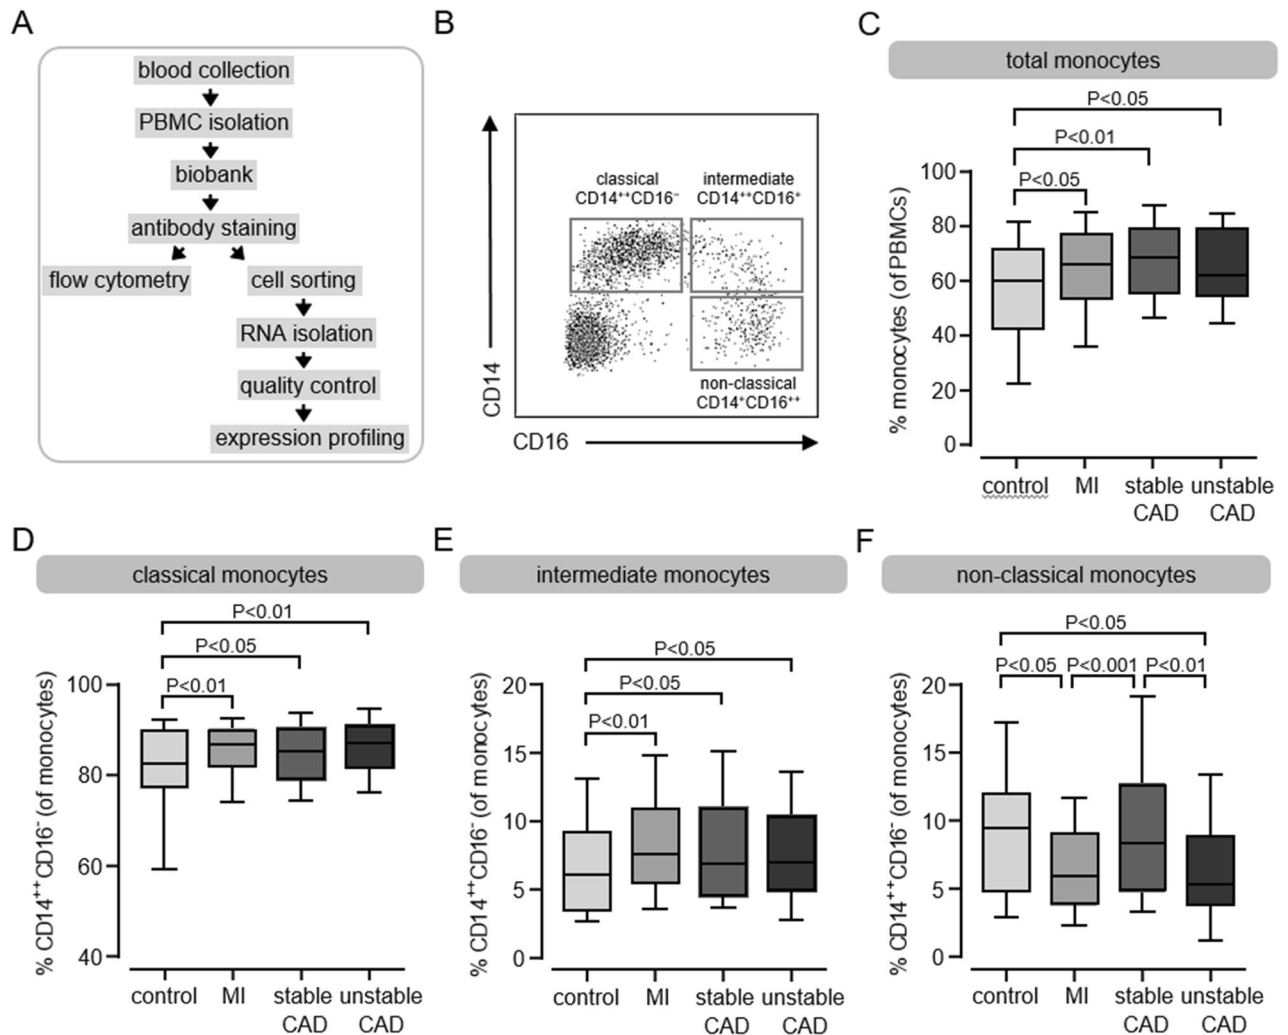 A
blood collection
PBMC isolation
biobank
antibody staining
flow cytometry
cell sorting
RNA isolation
quality control
expression profiling
B
classical
CD14⁺⁺CD16⁻
intermediate
CD14⁺⁺CD16⁺
non-classical
CD14⁺CD16⁺⁺
CD14
CD16
C
total monocytes
P<0.05
P<0.01
P<0.05
% monocytes (of PBMCs)
100
80
60
40
20
0
control
MI
stable
CAD
unstable
CAD
D
classical monocytes
P<0.01
P<0.05
P<0.01
% CD14⁺⁺CD16⁻ (of monocytes)
100
80
60
40
control
MI
stable
CAD
unstable
CAD
E
intermediate monocytes
P<0.05
P<0.05
P<0.01
% CD14⁺⁺CD16⁻ (of monocytes)
20
15
10
5
0
control
MI
stable
CAD
unstable
CAD
F
non-classical monocytes
P<0.05
P<0.05
P<0.001
P<0.01
% CD14⁺⁺CD16⁻ (of monocytes)
20
15
10
5
0
control
MI
stable
CAD
unstable
CAD